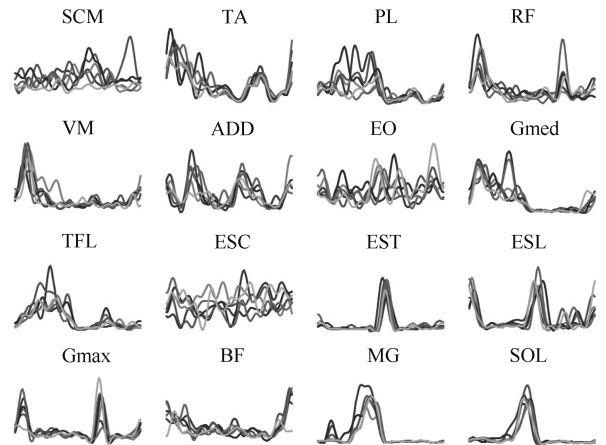 SCM TA PL RF
VM ADD EO Gmed
TFL ESC EST ESL
Gmax BF MG SOL